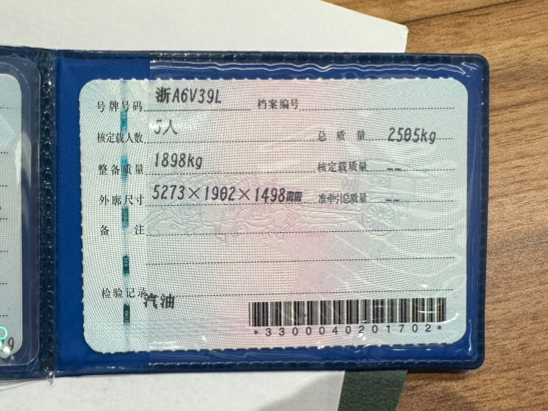 号牌号码 浙A6V39L 档案编号
核定载人数 5人 总质量 2505kg
整备质量 1898kg 核定载质量 --
外廓尺寸 5273×1902×1498mm 准牵引总质量 --
备注
检验记录 汽油
*3300040201702*